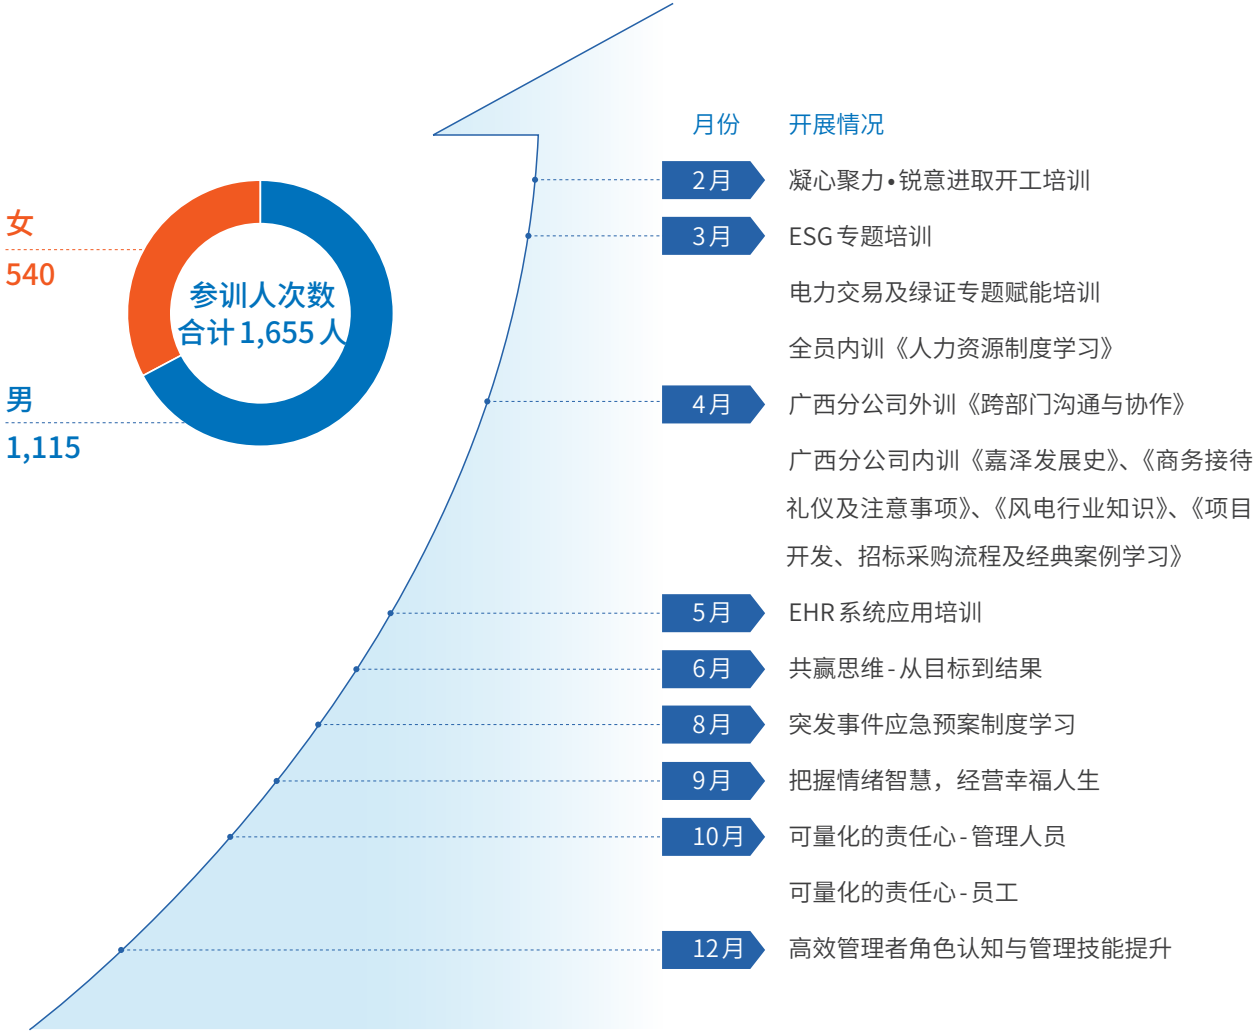 女
540
参训人次数
合计1,655人
男
1,115
月份 开展情况
2月 凝心聚力•锐意进取开工培训
3月 ESG专题培训
电力交易及绿证专题赋能培训
全员内训《人力资源制度学习》
4月 广西分公司外训《跨部门沟通与协作》
广西分公司内训《嘉泽发展史》、《商务接待
礼仪及注意事项》、《风电行业知识》、《项目
开发、招标采购流程及经典案例学习》
5月 EHR系统应用培训
6月 共赢思维-从目标到结果
8月 突发事件应急预案制度学习
9月 把握情绪智慧，经营幸福人生
10月 可量化的责任心-管理人员
可量化的责任心-员工
12月 高效管理者角色认知与管理技能提升